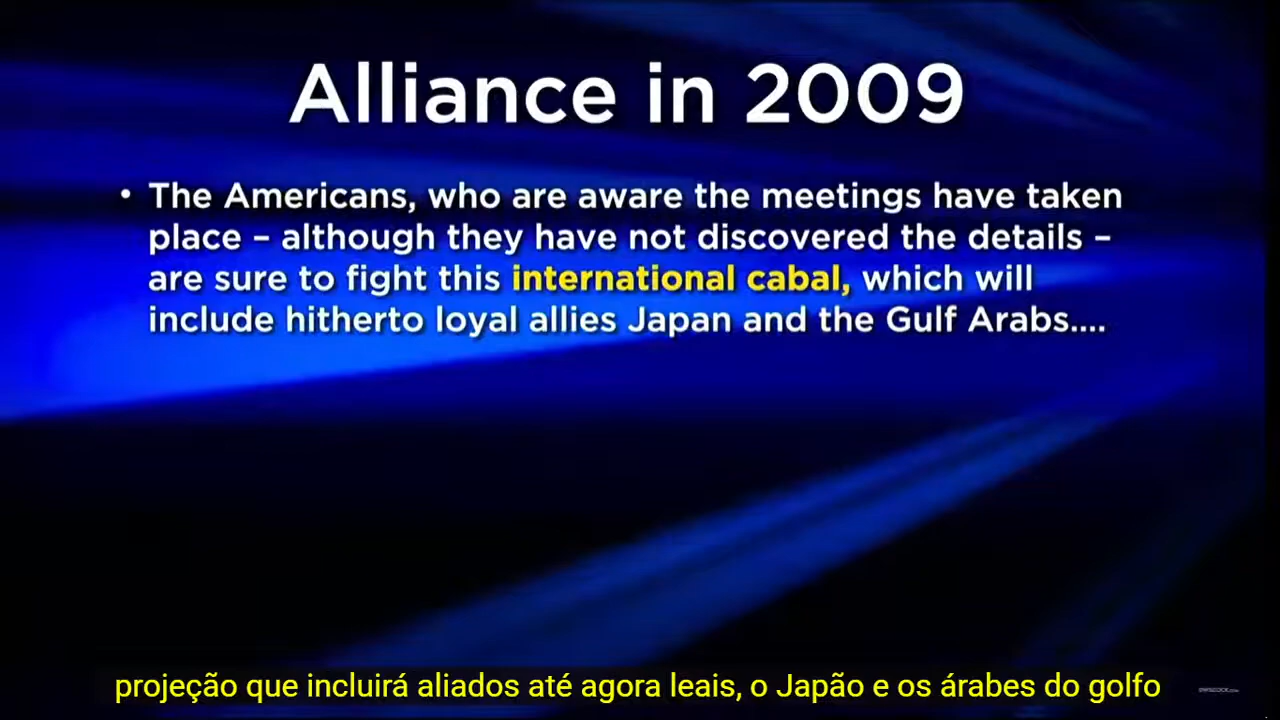 Alliance in 2009
• The Americans, who are aware the meetings have taken
place – although they have not discovered the details –
are sure to fight this international cabal, which will
include hitherto loyal allies Japan and the Gulf Arabs....
projeção que incluirá aliados até agora leais, o Japão e os árabes do golfo